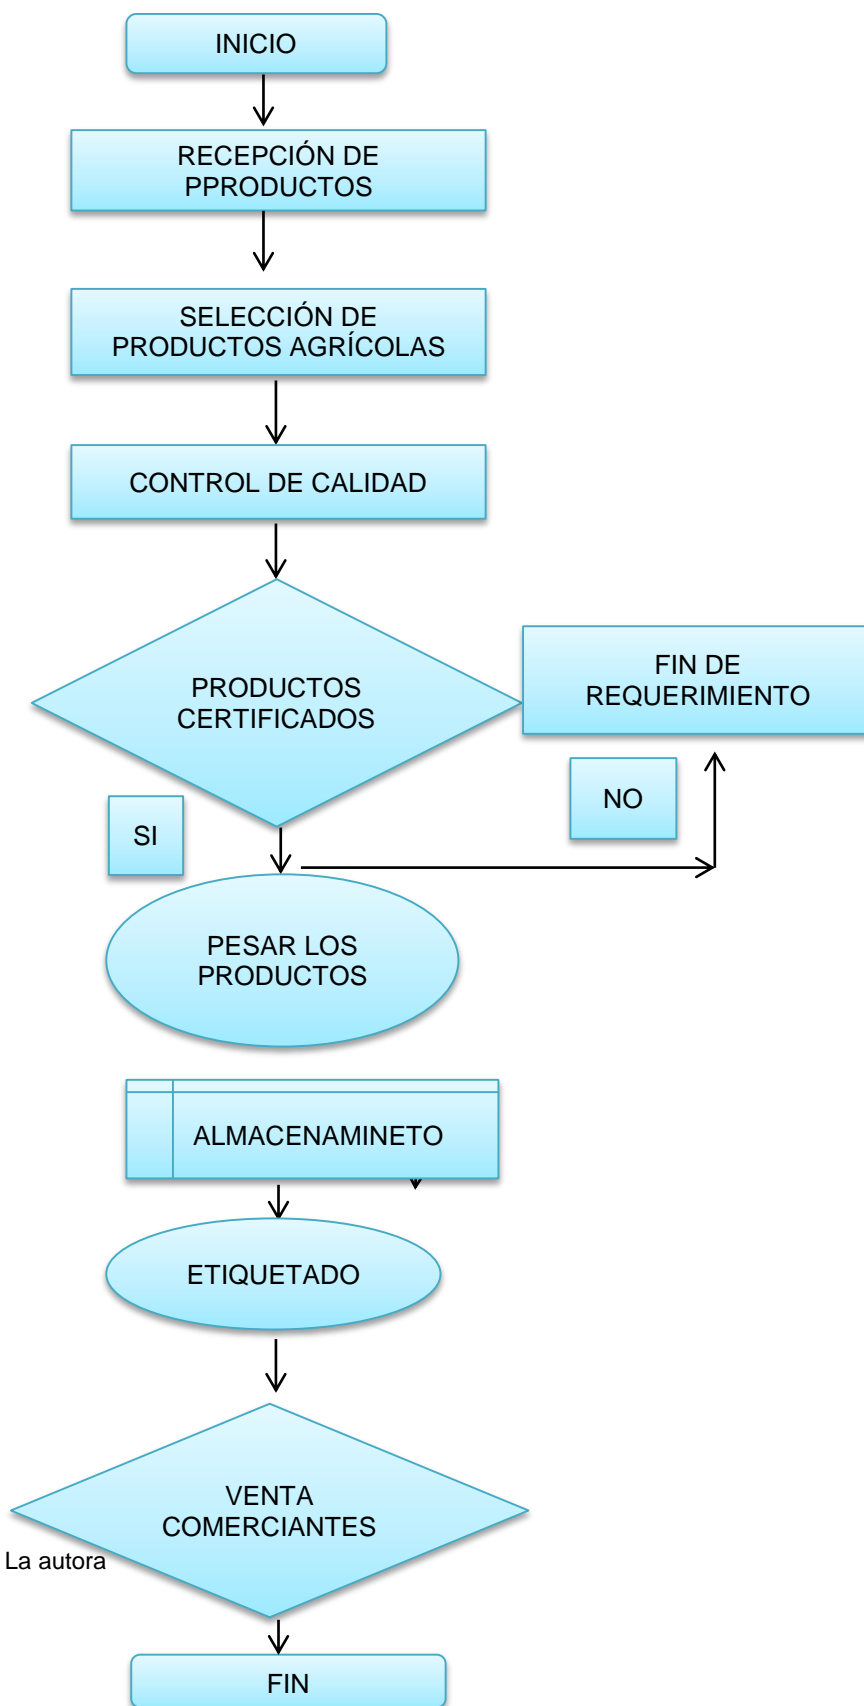 INICIO
RECEPCIÓN DE
PPRODUCTOS
SELECCIÓN DE
PRODUCTOS AGRÍCOLAS
CONTROL DE CALIDAD
PRODUCTOS
CERTIFICADOS
FIN DE
REQUERIMIENTO
NO
SI
PESAR LOS
PRODUCTOS
ALMACENAMINETO
ETIQUETADO
VENTA
COMERCIANTES
La autora
FIN